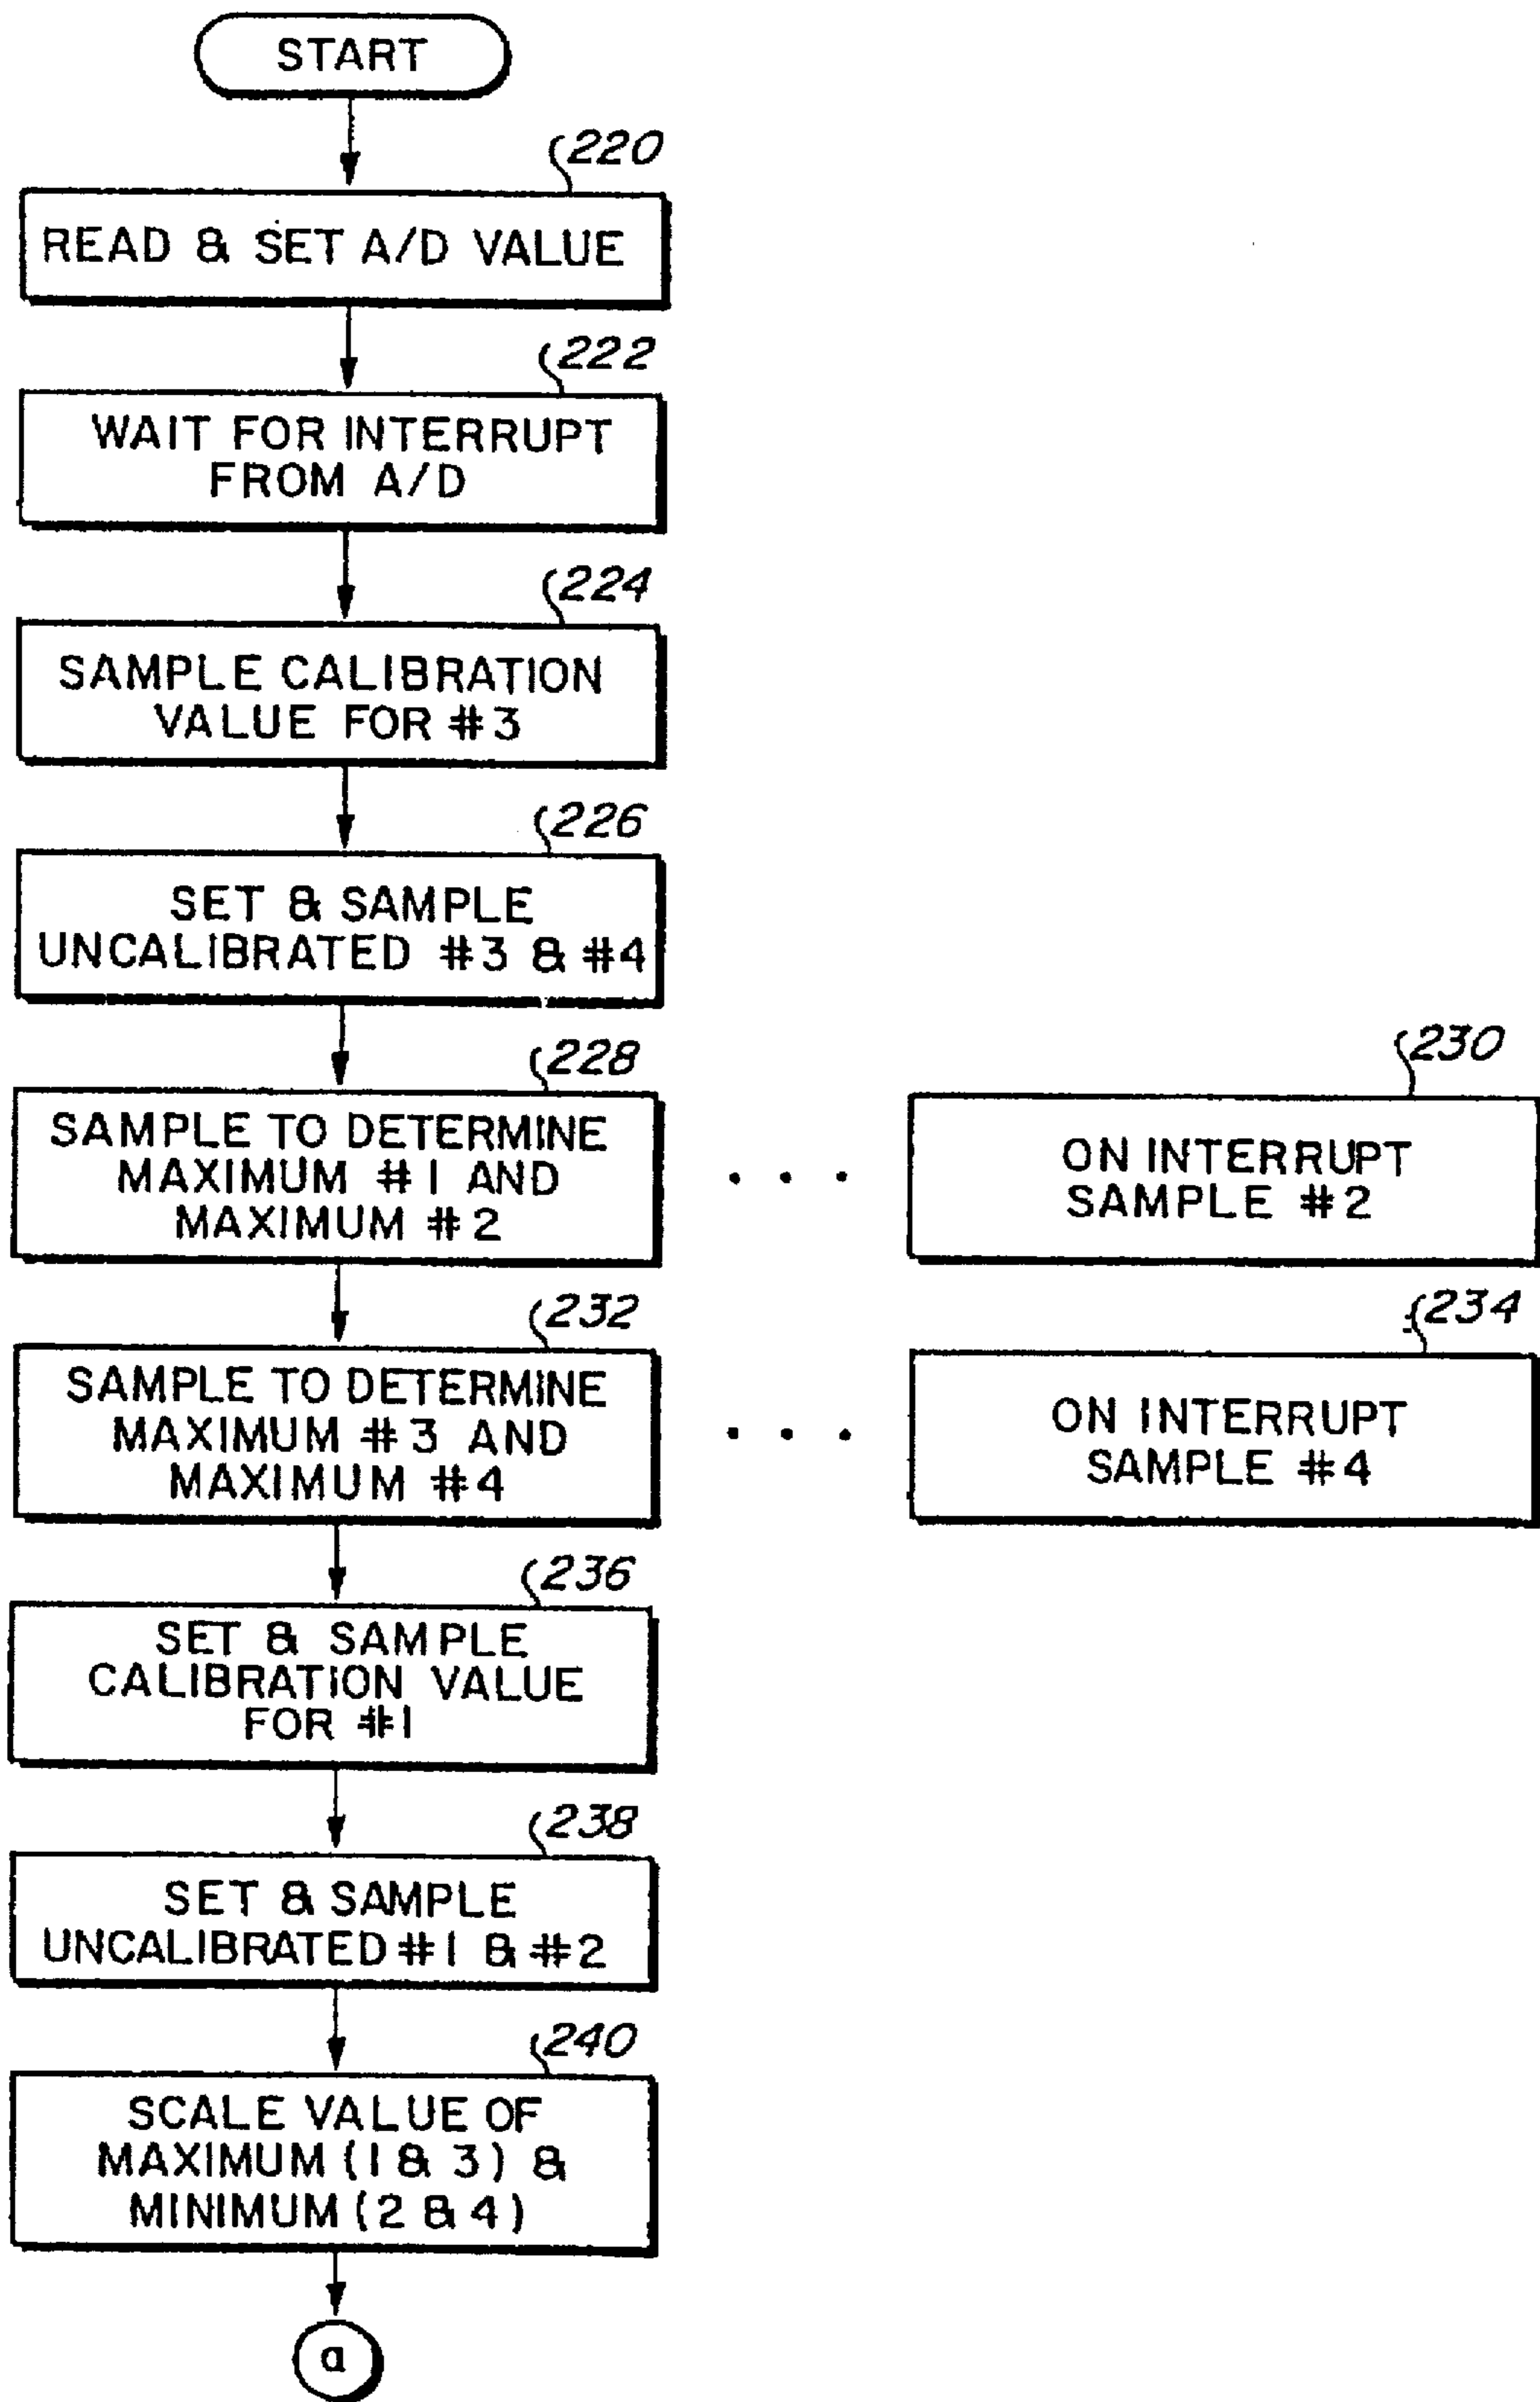 START
220
READ & SET A/D VALUE
222
WAIT FOR INTERRUPT
FROM A/D
224
SAMPLE CALIBRATION
VALUE FOR #3
226
SET & SAMPLE
UNCALIBRATED #3 & #4
228
SAMPLE TO DETERMINE
MAXIMUM #1 AND
MAXIMUM #2
. . .
230
ON INTERRUPT
SAMPLE #2
232
SAMPLE TO DETERMINE
MAXIMUM #3 AND
MAXIMUM #4
. . .
234
ON INTERRUPT
SAMPLE #4
236
SET & SAMPLE
CALIBRATION VALUE
FOR #1
238
SET & SAMPLE
UNCALIBRATED #1 & #2
240
SCALE VALUE OF
MAXIMUM (1 & 3) &
MINIMUM (2 & 4)
a